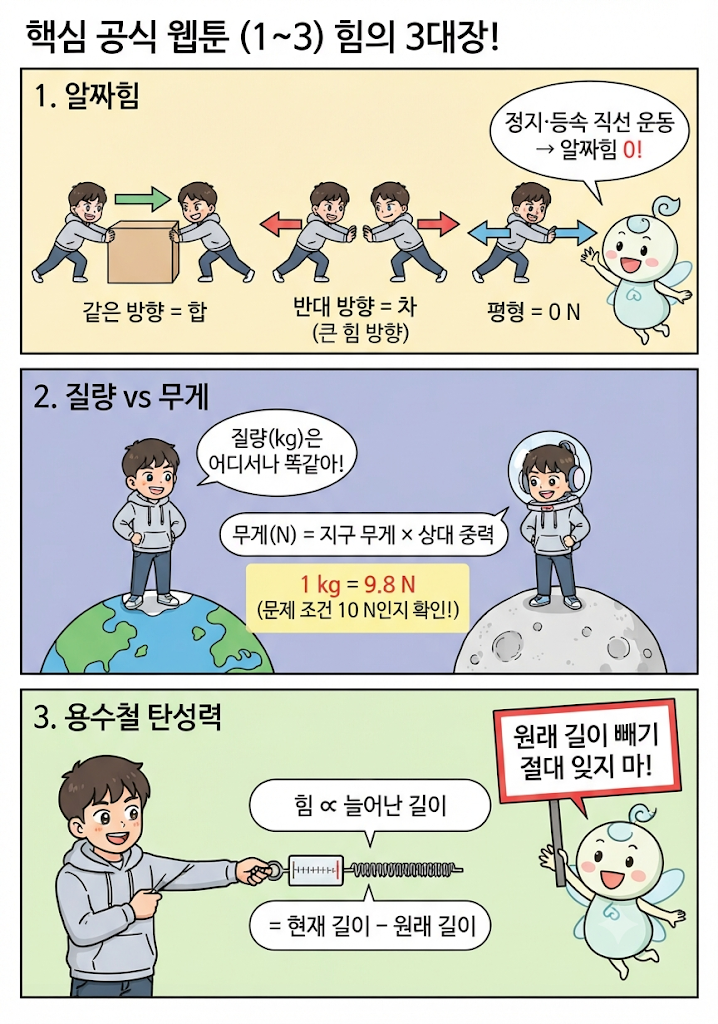 핵심 공식 웹툰 (1~3) 힘의 3대장!
1. 알짜힘
정지·등속 직선 운동
→ 알짜힘 0!
같은 방향 = 합
반대 방향 = 차
(큰 힘 방향)
평형 = 0 N
2. 질량 vs 무게
질량(kg)은
어디서나 똑같아!
무게(N) = 지구 무게 × 상대 중력
1 kg = 9.8 N
(문제 조건 10 N인지 확인!)
3. 용수철 탄성력
원래 길이 빼기
절대 잊지 마!
힘 ∝ 늘어난 길이
= 현재 길이 − 원래 길이